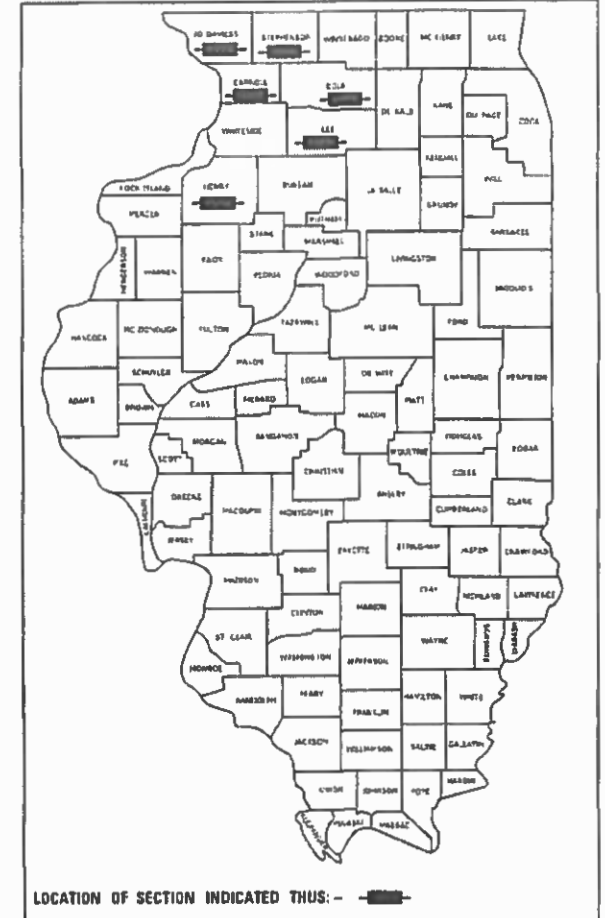 JO DAVIESS STEPHENSON WINNEBAGO BOONE MC HENRY LAKE
CARROLL OGLE DE KALB KANE DU PAGE COOK
WHITESIDE LEE KENDALL WILL
ROCK ISLAND HENRY BUREAU LA SALLE GRUNDY
MERCER PUTNAM KANKAKEE
STARK MARSHALL LIVINGSTON
HENDERSON WARREN KNOX PEORIA WOODFORD IROQUOIS
HANCOCK MC DONOUGH FULTON TAZEWELL MC LEAN FORD
SCHUYLER MASON LOGAN DE WITT CHAMPAIGN VERMILION
ADAMS BROWN CASS MENARD MACON PIATT
MORGAN SANGAMON DOUGLAS EDGAR
PIKE SCOTT CHRISTIAN MOULTRIE COLES
CALHOUN GREENE MACOUPIN MONTGOMERY SHELBY CUMBERLAND CLARK
JERSEY FAYETTE EFFINGHAM JASPER CRAWFORD
MADISON BOND CLAY RICHLAND LAWRENCE
CLINTON MARION
ST CLAIR WAYNE EDWARDS WABASH
MONROE WASHINGTON JEFFERSON
RANDOLPH PERRY FRANKLIN HAMILTON WHITE
JACKSON WILLIAMSON SALINE GALLATIN
UNION JOHNSON POPE HARDIN
ALEXANDER PULASKI MASSAC
LOCATION OF SECTION INDICATED THUS: -